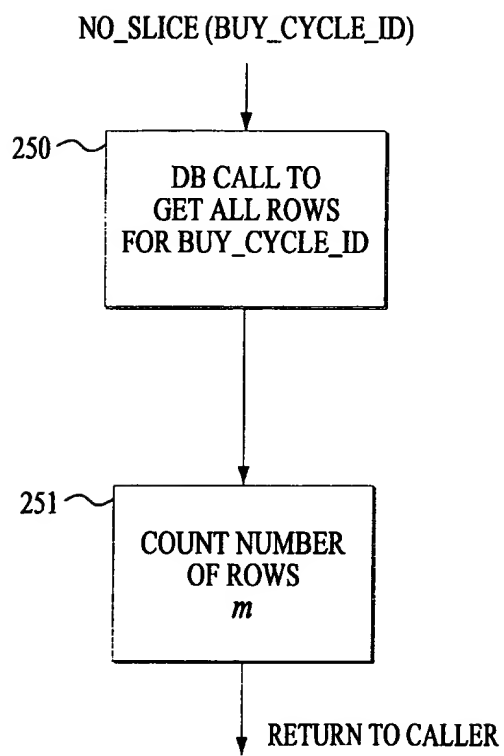 NO_SLICE (BUY_CYCLE_ID)
250
DB CALL TO
GET ALL ROWS
FOR BUY_CYCLE_ID
251
COUNT NUMBER
OF ROWS
m
RETURN TO CALLER